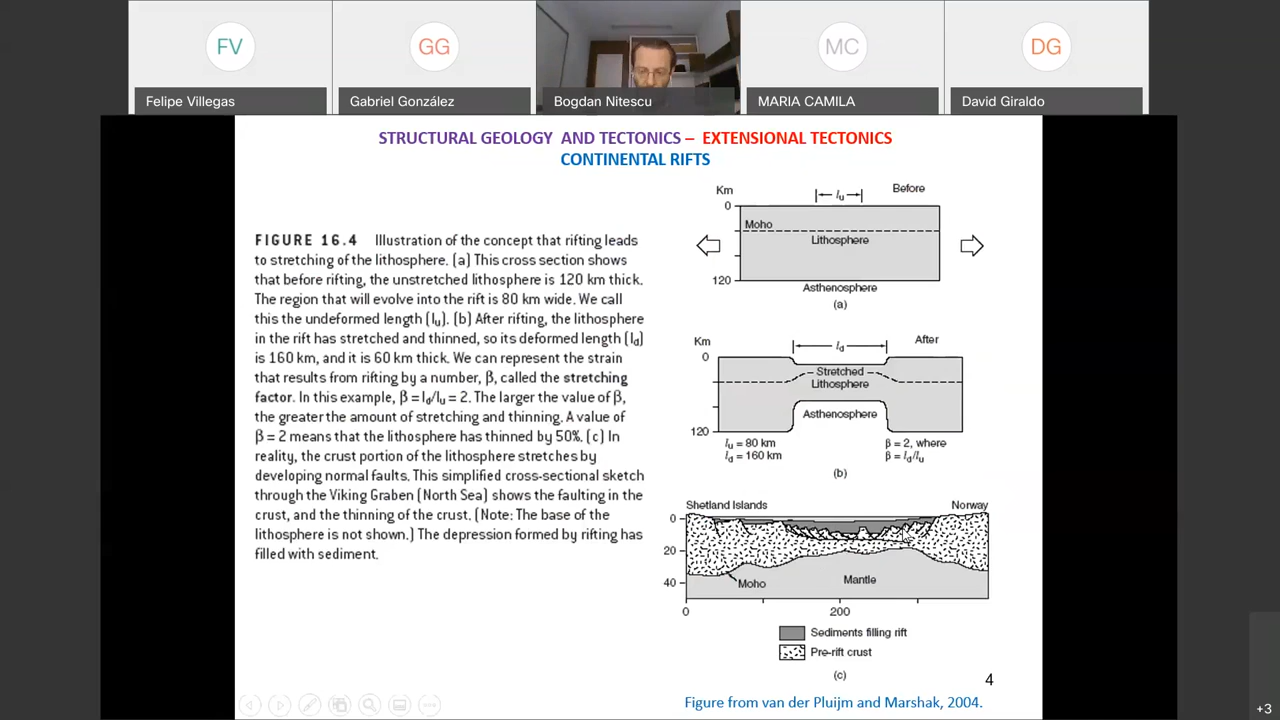 FV
GG
MC
DG
Felipe Villegas
Gabriel González
Bogdan Nitescu
MARIA CAMILA
David Giraldo
STRUCTURAL GEOLOGY AND TECTONICS – EXTENSIONAL TECTONICS
CONTINENTAL RIFTS
FIGURE 16.4 Illustration of the concept that rifting leads
to stretching of the lithosphere. (a) This cross section shows
that before rifting, the unstretched lithosphere is 120 km thick.
The region that will evolve into the rift is 80 km wide. We call
this the undeformed length (lu). (b) After rifting, the lithosphere
in the rift has stretched and thinned, so its deformed length (ld)
is 160 km, and it is 60 km thick. We can represent the strain
that results from rifting by a number, β, called the stretching
factor. In this example, β = ld/lu = 2. The larger the value of β,
the greater the amount of stretching and thinning. A value of
β = 2 means that the lithosphere has thinned by 50%. (c) In
reality, the crust portion of the lithosphere stretches by
developing normal faults. This simplified cross-sectional sketch
through the Viking Graben (North Sea) shows the faulting in the
crust, and the thinning of the crust. (Note: The base of the
lithosphere is not shown.) The depression formed by rifting has
filled with sediment.
Km
lu
Before
0
Moho
Lithosphere
120
Asthenosphere
(a)
Km
ld
After
0
Stretched
Lithosphere
Asthenosphere
120
lu = 80 km
ld = 160 km
β = 2, where
β = ld/lu
(b)
Shetland Islands
Norway
0
20
40
Moho
Mantle
0
200
Sediments filling rift
Pre-rift crust
(c)
4
Figure from van der Pluijm and Marshak, 2004.
+3